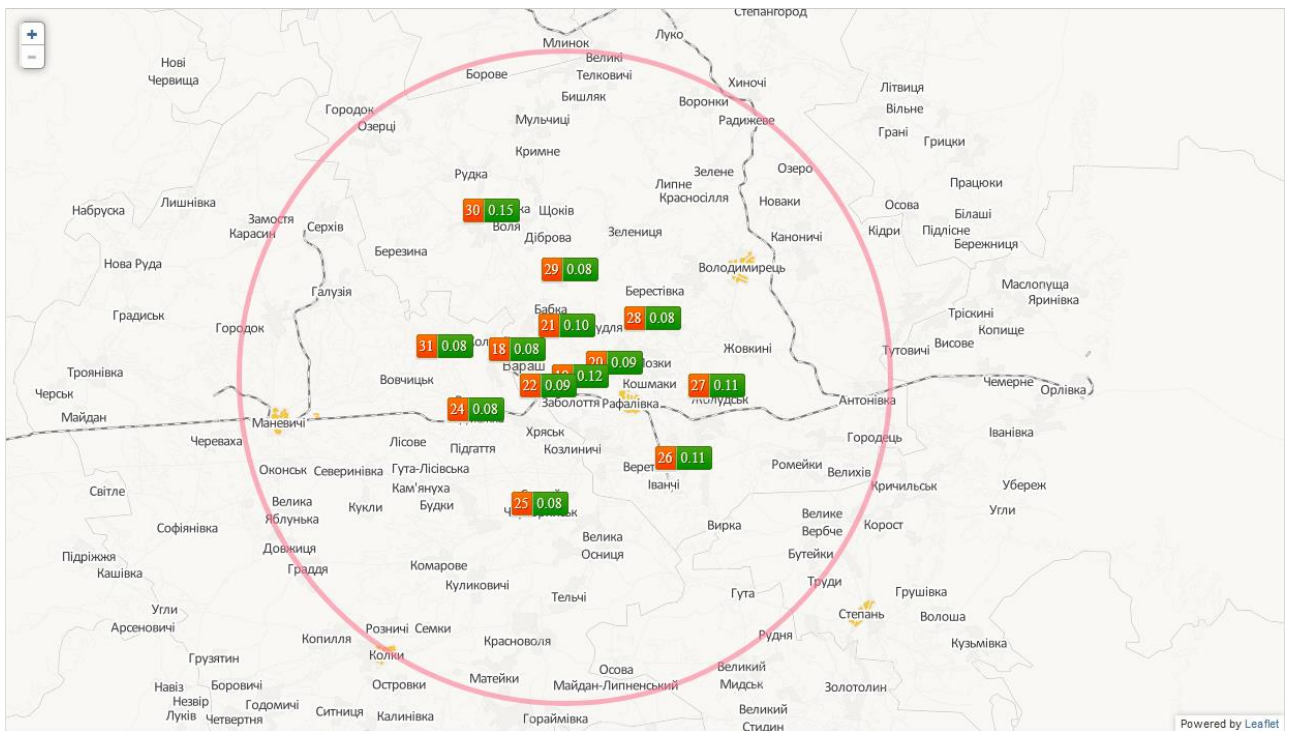 +
−
Степангород
Луко
Млинок
Великі
Телковичі
Нові
Червища
Борове
Хиночі
Літвиця
Бишляк
Воронки
Вільне
Городок
Озерці
Мульчиці
Радижеве
Грані
Грицки
Кримне
Рудка
Зелене
Озеро
Липне
Красносілля
Працюки
Набруска
Лишнівка
Новаки
Осова
Білаші
30 0.15
Щоків
Замостя
Карасин
Серхів
Воля
Діброва
Зелениця
Каноничі
Кідри
Підлісне
Бережниця
Березина
Нова Руда
29 0.08
Володимирець
Галузія
Берестівка
Маслопуща
Яринівка
Градиськ
Бабка
28 0.08
Тріскині
Копище
Городок
21 0.10
31 0.08
18 0.08
Жовкині
Тутовичі
Висове
Вараш
0.09
Троянівка
Вовчицьк
0.12
22 0.09
Кошмаки
27 0.11
Чемерне
Орлівка
Черськ
Заболоття
Рафалівка
Антонівка
24 0.08
Майдан
Маневичі
Череваха
Лісове
Підгаття
Хряськ
Козлиничі
Городець
Іванівка
26 0.11
Оконськ
Северинівка
Гута-Лісівська
Іванчі
Ромейки
Велихів
Світле
Кам'януха
Кричильськ
Убереж
Велика
Яблунька
Кукли
Будки
25 0.08
Угли
Софіянівка
Вирка
Велике
Вербче
Корост
Велика
Осниця
Підріжжя
Кашівка
Довжиця
Граддя
Комарове
Бутейки
Куликовичі
Труди
Тельчі
Гута
Грушівка
Угли
Арсеновичі
Степань
Волоша
Копилля
Розничі
Семки
Красноволя
Рудня
Кузьмівка
Грузятин
Колки
Осова
Великий
Мидськ
Навіз
Боровичі
Островки
Матейки
Майдан-Липненський
Золотолин
Незвір
Луків
Годомичі
Четвертня
Ситниця
Калинівка
Гораймівка
Великий
Стидин
Powered by Leaflet